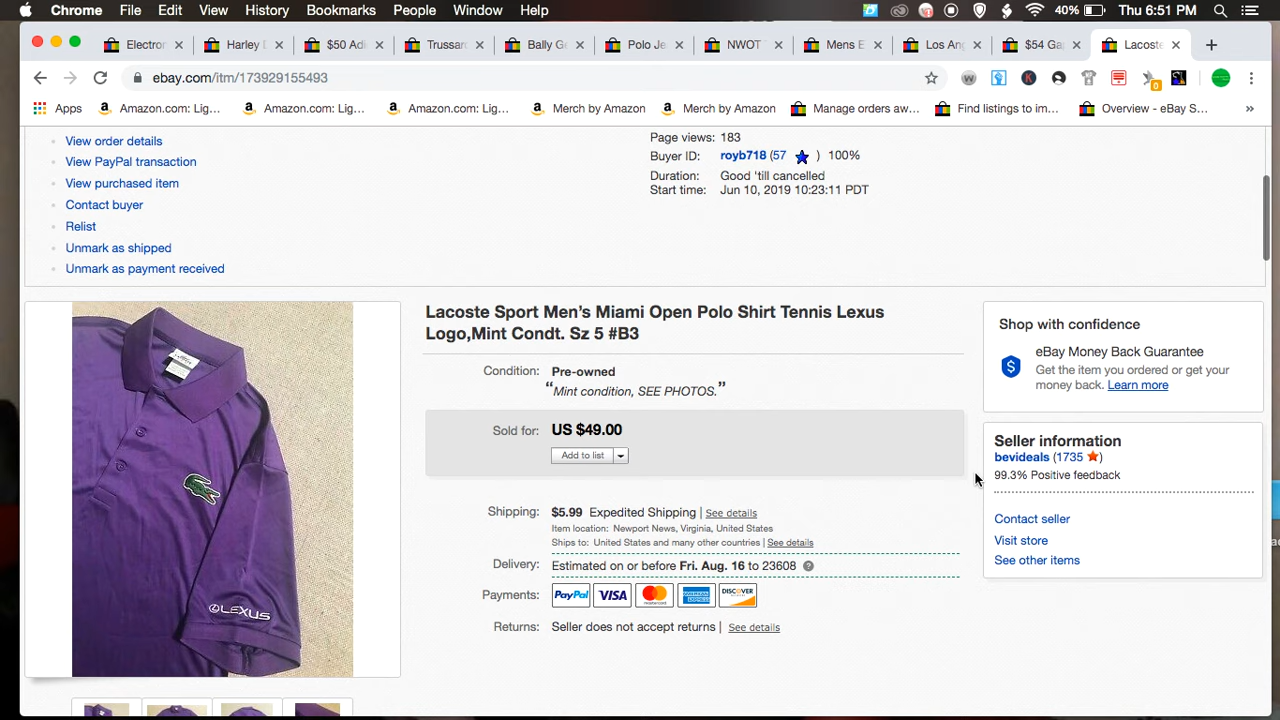 Chrome File Edit View History Bookmarks People Window Help 40% Thu 6:51 PM
Electron Harley D $50 Adi Trussar Bally Go Polo Je NWOT Mens E Los An $54 Ga Lacoste
ebay.com/itm/173929155493
Apps Amazon.com: Lig... Amazon.com: Lig... Amazon.com: Lig... Merch by Amazon Merch by Amazon Manage orders aw... Find listings to im... Overview - eBay S... »
View order details
View PayPal transaction
View purchased item
Contact buyer
Relist
Unmark as shipped
Unmark as payment received
Page views: 183
Buyer ID: royb718 (57 ) 100%
Duration: Good 'till cancelled
Start time: Jun 10, 2019 10:23:11 PDT
LEXUS
Lacoste Sport Men's Miami Open Polo Shirt Tennis Lexus
Logo,Mint Condt. Sz 5 #B3
Condition: Pre-owned
“Mint condition, SEE PHOTOS.”
Sold for: US $49.00
Add to list
Shipping: $5.99 Expedited Shipping | See details
Item location: Newport News, Virginia, United States
Ships to: United States and many other countries | See details
Delivery: Estimated on or before Fri. Aug. 16 to 23608 ?
Payments: PayPal VISA mastercard AMERICAN EXPRESS DISCOVER
Returns: Seller does not accept returns | See details
Shop with confidence
eBay Money Back Guarantee
Get the item you ordered or get your
money back. Learn more
Seller information
bevideals (1735 )
99.3% Positive feedback
Contact seller
Visit store
See other items